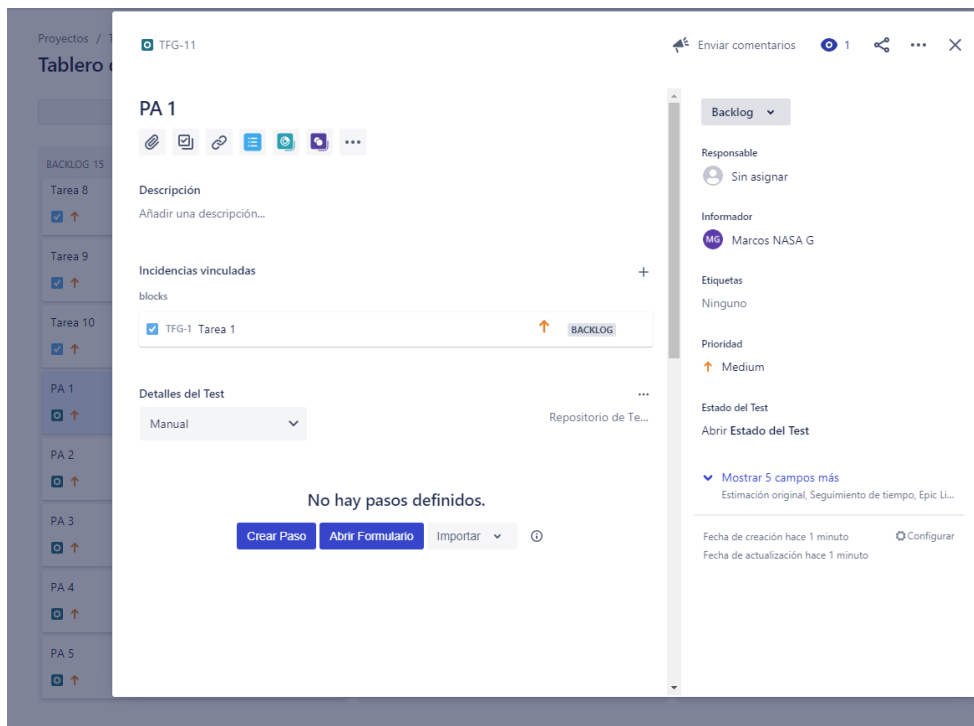 Proyectos /
Tablero
BACKLOG 15
Tarea 8
Tarea 9
Tarea 10
PA 1
PA 2
PA 3
PA 4
PA 5
TFG-11
Enviar comentarios
1
PA 1
Descripción
Añadir una descripción...
Incidencias vinculadas
blocks
TFG-1 Tarea 1 BACKLOG
Detalles del Test
Manual
Repositorio de Te...
No hay pasos definidos.
Crear Paso Abrir Formulario Importar
Backlog
Responsable
Sin asignar
Informador
MG Marcos NASA G
Etiquetas
Ninguno
Prioridad
Medium
Estado del Test
Abrir Estado del Test
Mostrar 5 campos más
Estimación original, Seguimiento de tiempo, Epic Li...
Fecha de creación hace 1 minuto Configurar
Fecha de actualización hace 1 minuto